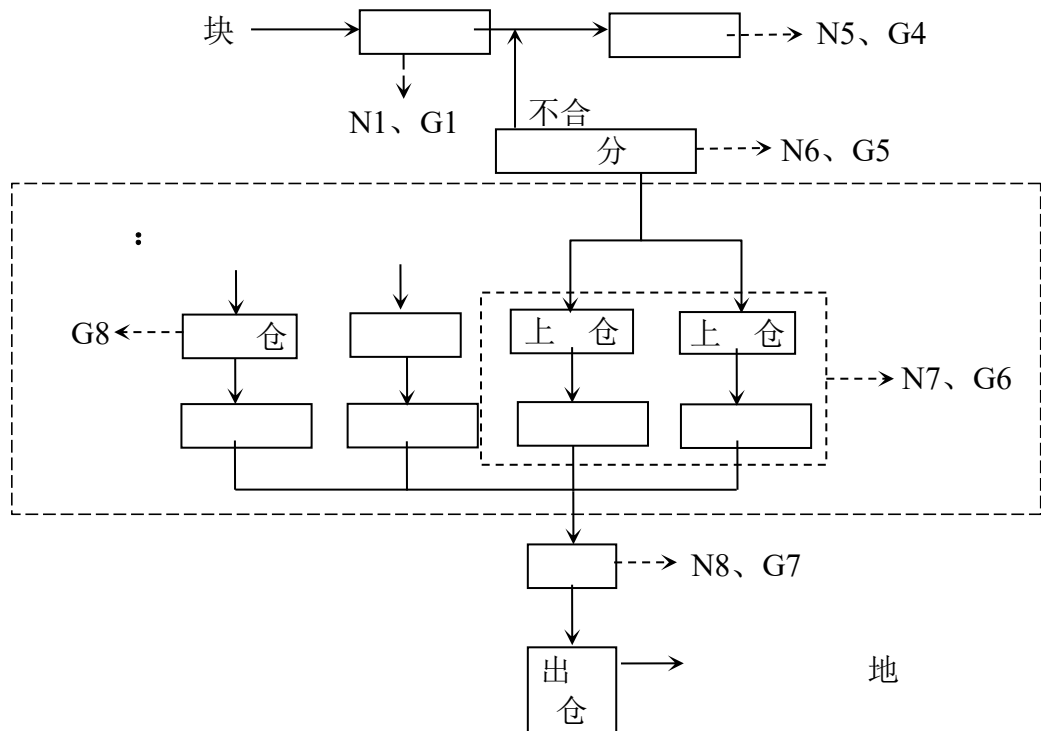 块
N5、G4
N1、G1
不合
分
N6、G5
:
G8
仓
上 仓
上 仓
N7、G6
N8、G7
出
仓
地